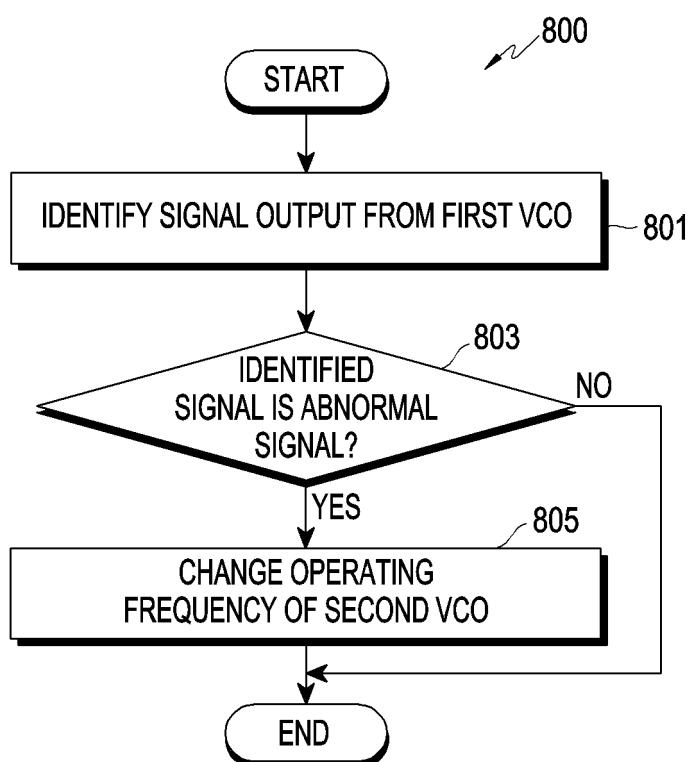 800
START
IDENTIFY SIGNAL OUTPUT FROM FIRST VCO
801
803
IDENTIFIED
SIGNAL IS ABNORMAL
SIGNAL?
NO
YES
805
CHANGE OPERATING
FREQUENCY OF SECOND VCO
END